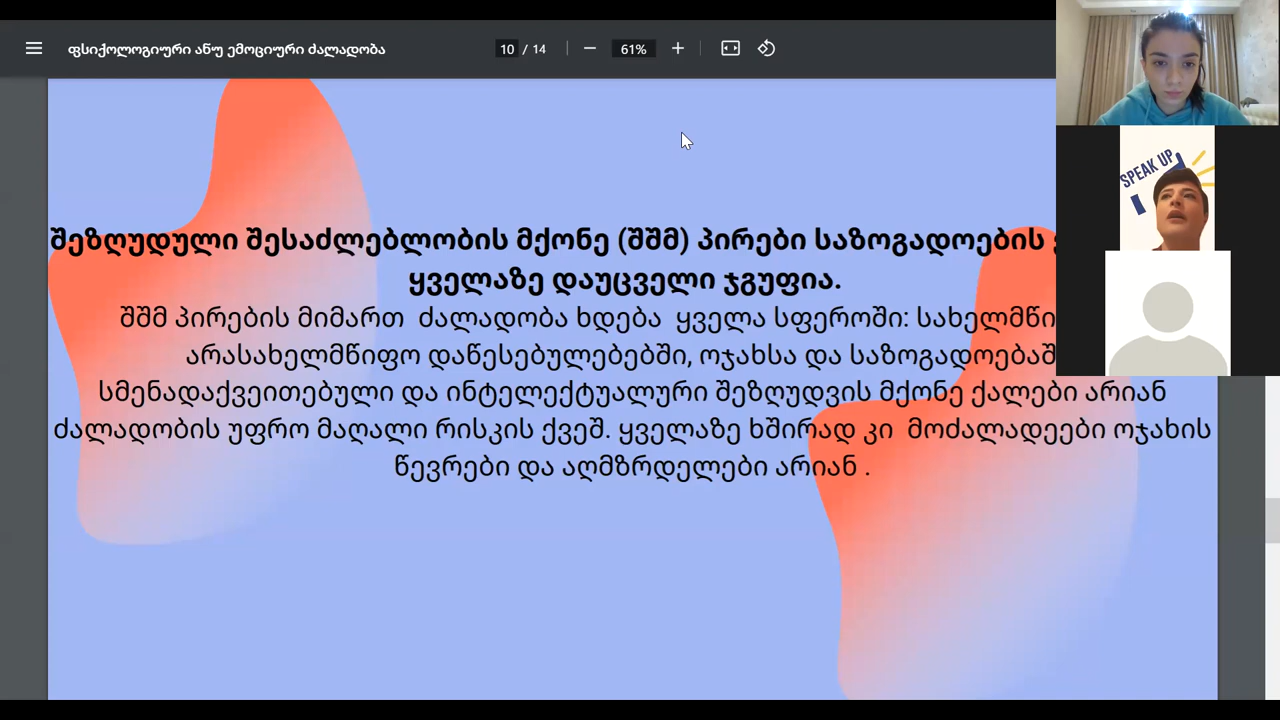 ფსიქოლოგიური ანუ ემოციური ძალადობა
10 / 14
61%
SPEAK UP
შეზღუდული შესაძლებლობის მქონე (შშმ) პირები საზოგადოების
ყველაზე დაუცველი ჯგუფია.
შშმ პირების მიმართ ძალადობა ხდება ყველა სფეროში:
არასახელმწიფო დაწესებულებებში, ოჯახსა და
სმენადაქვეითებული და ინტელექტუალური შეზღუდვის მქონე ქალები არიან
ძალადობის უფრო მაღალი რისკის ქვეშ. ყველაზე ხშირად კი მოძალადეები ოჯახის
წევრები და აღმზრდელები არიან .